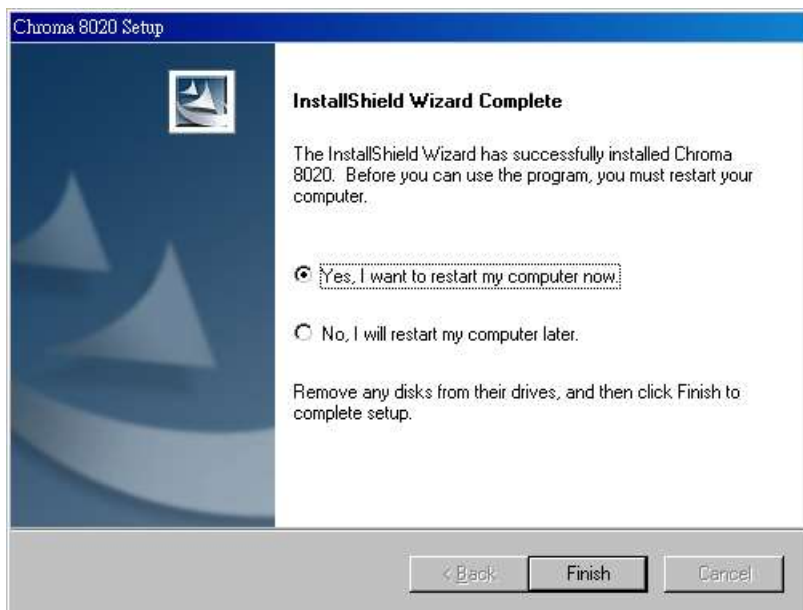 Chroma 8020 Setup
InstallShield Wizard Complete
The InstallShield Wizard has successfully installed Chroma
8020. Before you can use the program, you must restart your
computer.
Yes, I want to restart my computer now.
No, I will restart my computer later.
Remove any disks from their drives, and then click Finish to
complete setup.
< Back Finish Cancel